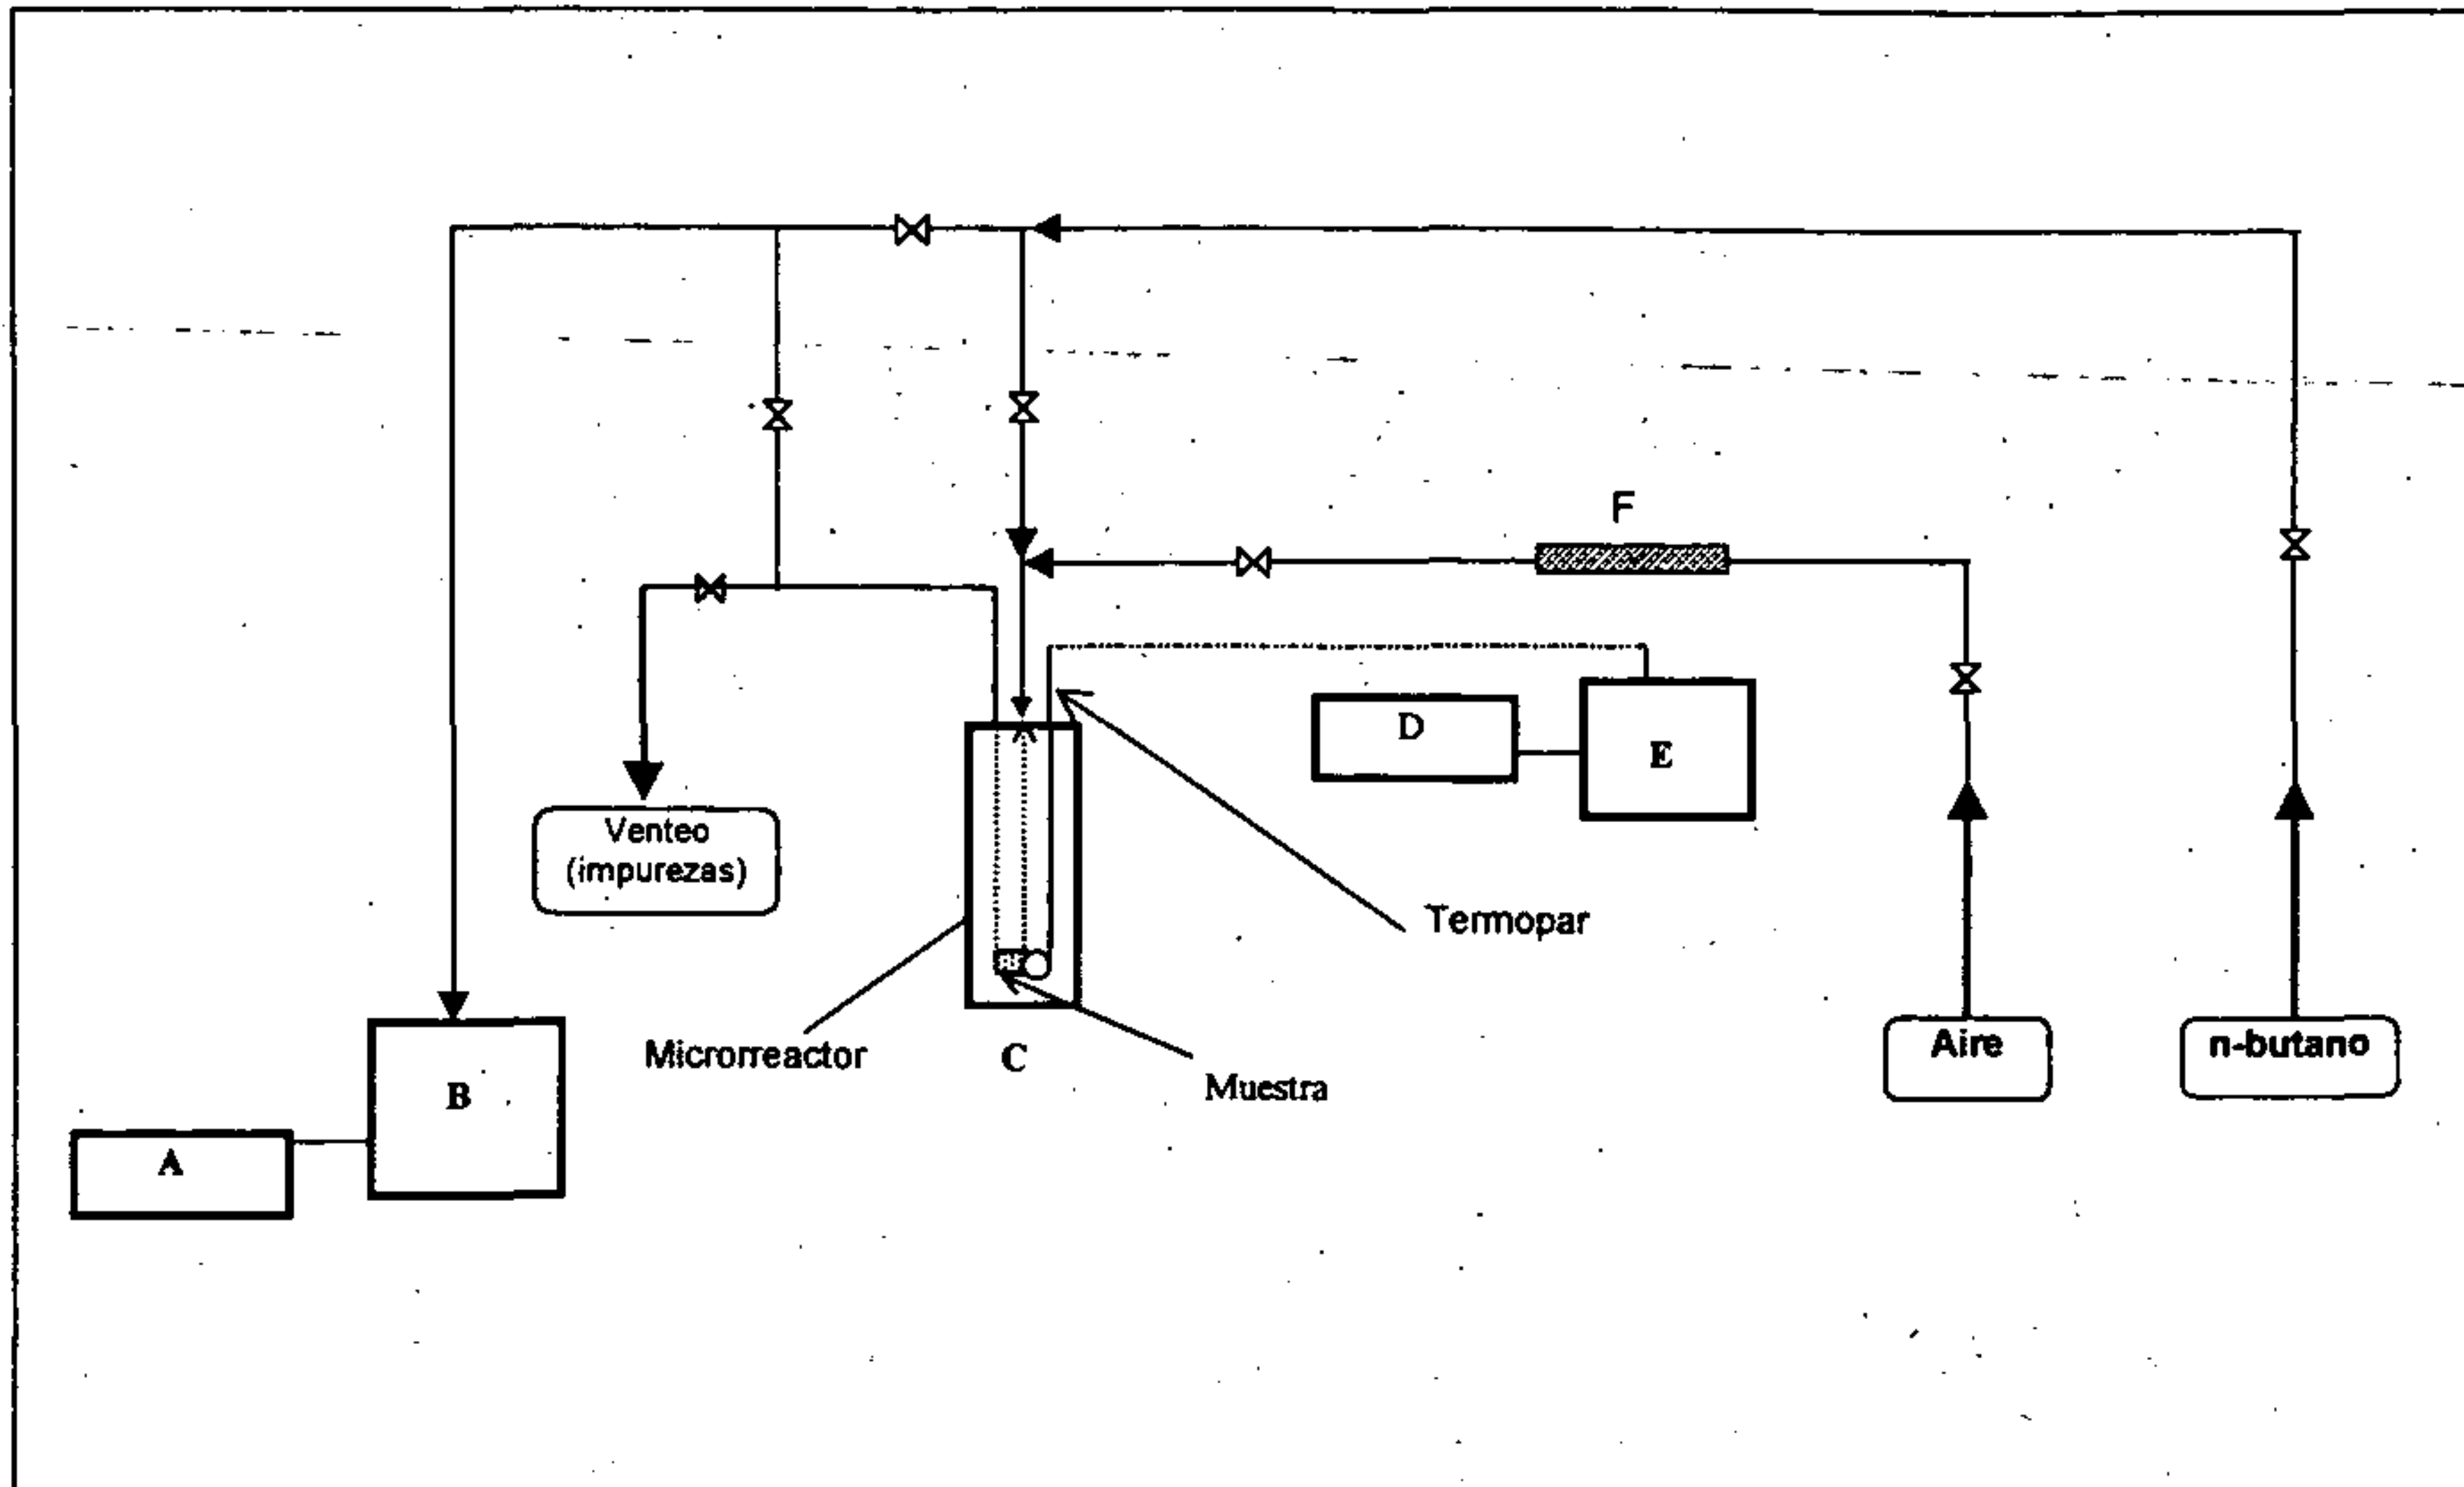 F
D
E
Venteo
(impurezas)
Termopar
Aire
n-butano
Microrreactor
C
Muestra
B
A